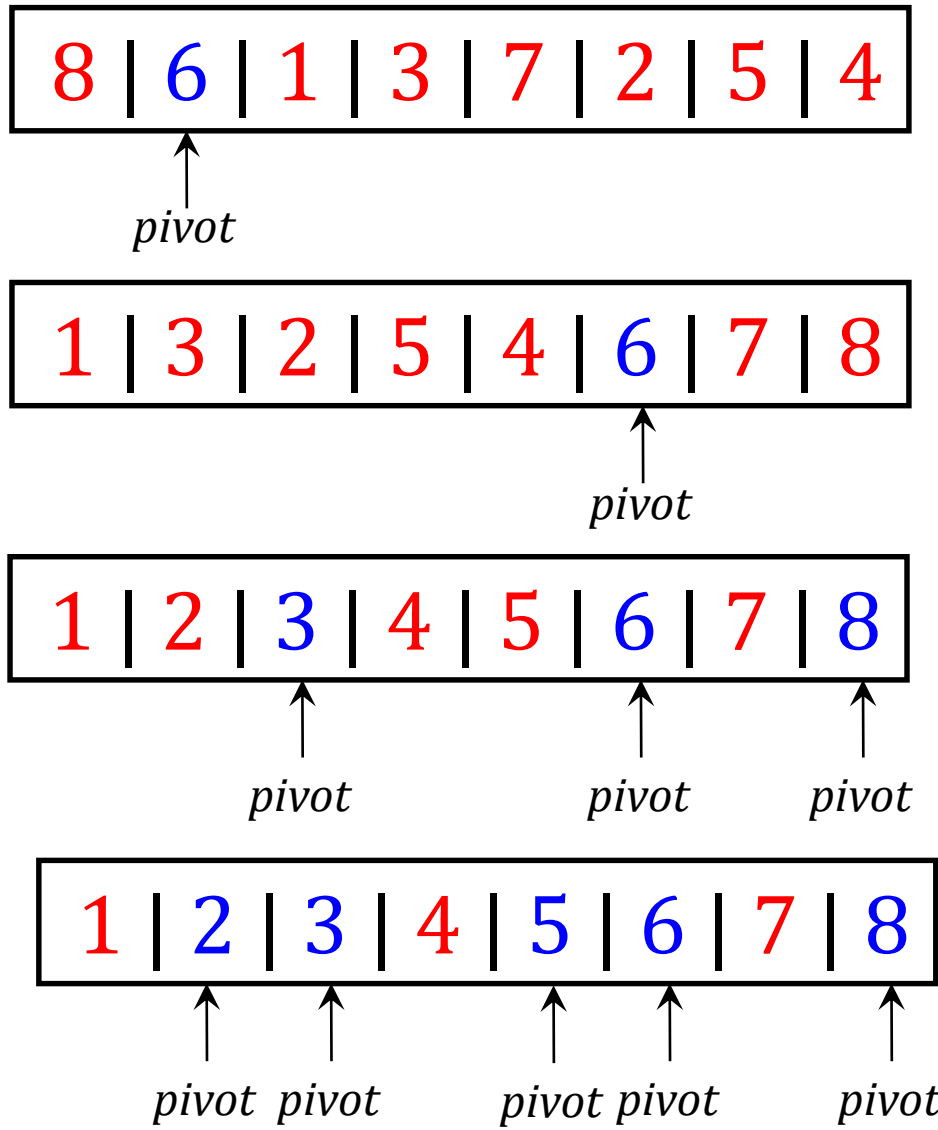 8 | 6 | 1 | 3 | 7 | 2 | 5 | 4
pivot
1 | 3 | 2 | 5 | 4 | 6 | 7 | 8
pivot
1 | 2 | 3 | 4 | 5 | 6 | 7 | 8
pivot pivot pivot
1 | 2 | 3 | 4 | 5 | 6 | 7 | 8
pivot pivot pivot pivot pivot